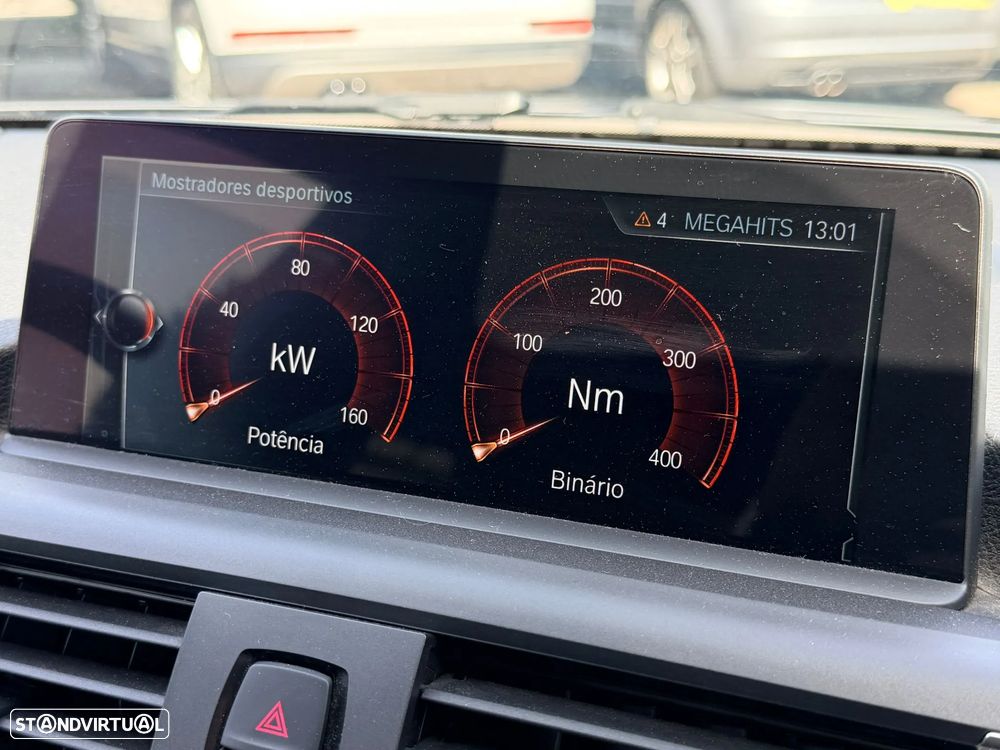 Mostradores desportivos
4 MEGAHITS 13:01
0
40
80
120
160
kW
Potência
0
100
200
300
400
Nm
Binário
STANDVIRTUAL